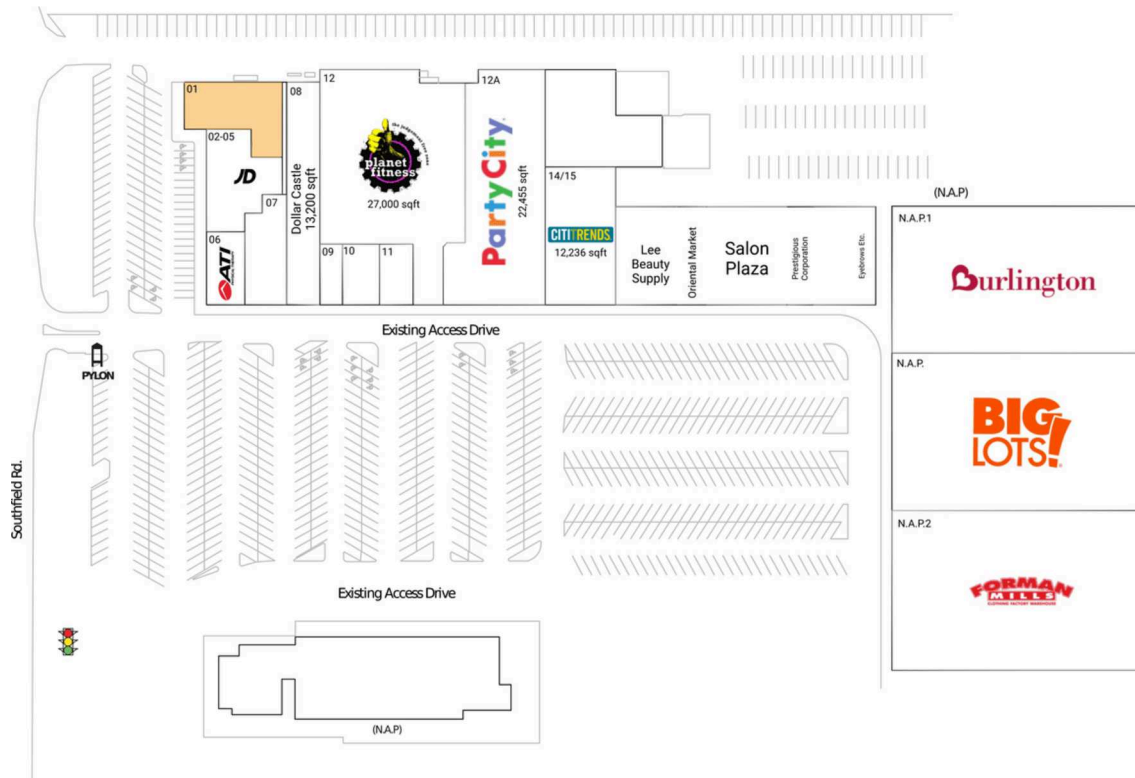 01
02-05
JD
06
ATI
07
08
Dollar Castle
13,200 sqft
12
planet
fitness
the judgement free zone
27,000 sqft
09
10
11
12A
PartyCity
22,455 sqft
14/15
CITITRENDS
12,236 sqft
Lee
Beauty
Supply
Oriental Market
Salon
Plaza
Prestigious
Corporation
Eyebrows Etc.
(N.A.P)
N.A.P.1
Burlington
N.A.P.
BIG
LOTS!
N.A.P.2
FORMAN
MILLS
CLOTHING FACTORY WAREHOUSE
Existing Access Drive
PYLON
Southfield Rd.
Existing Access Drive
(N.A.P)